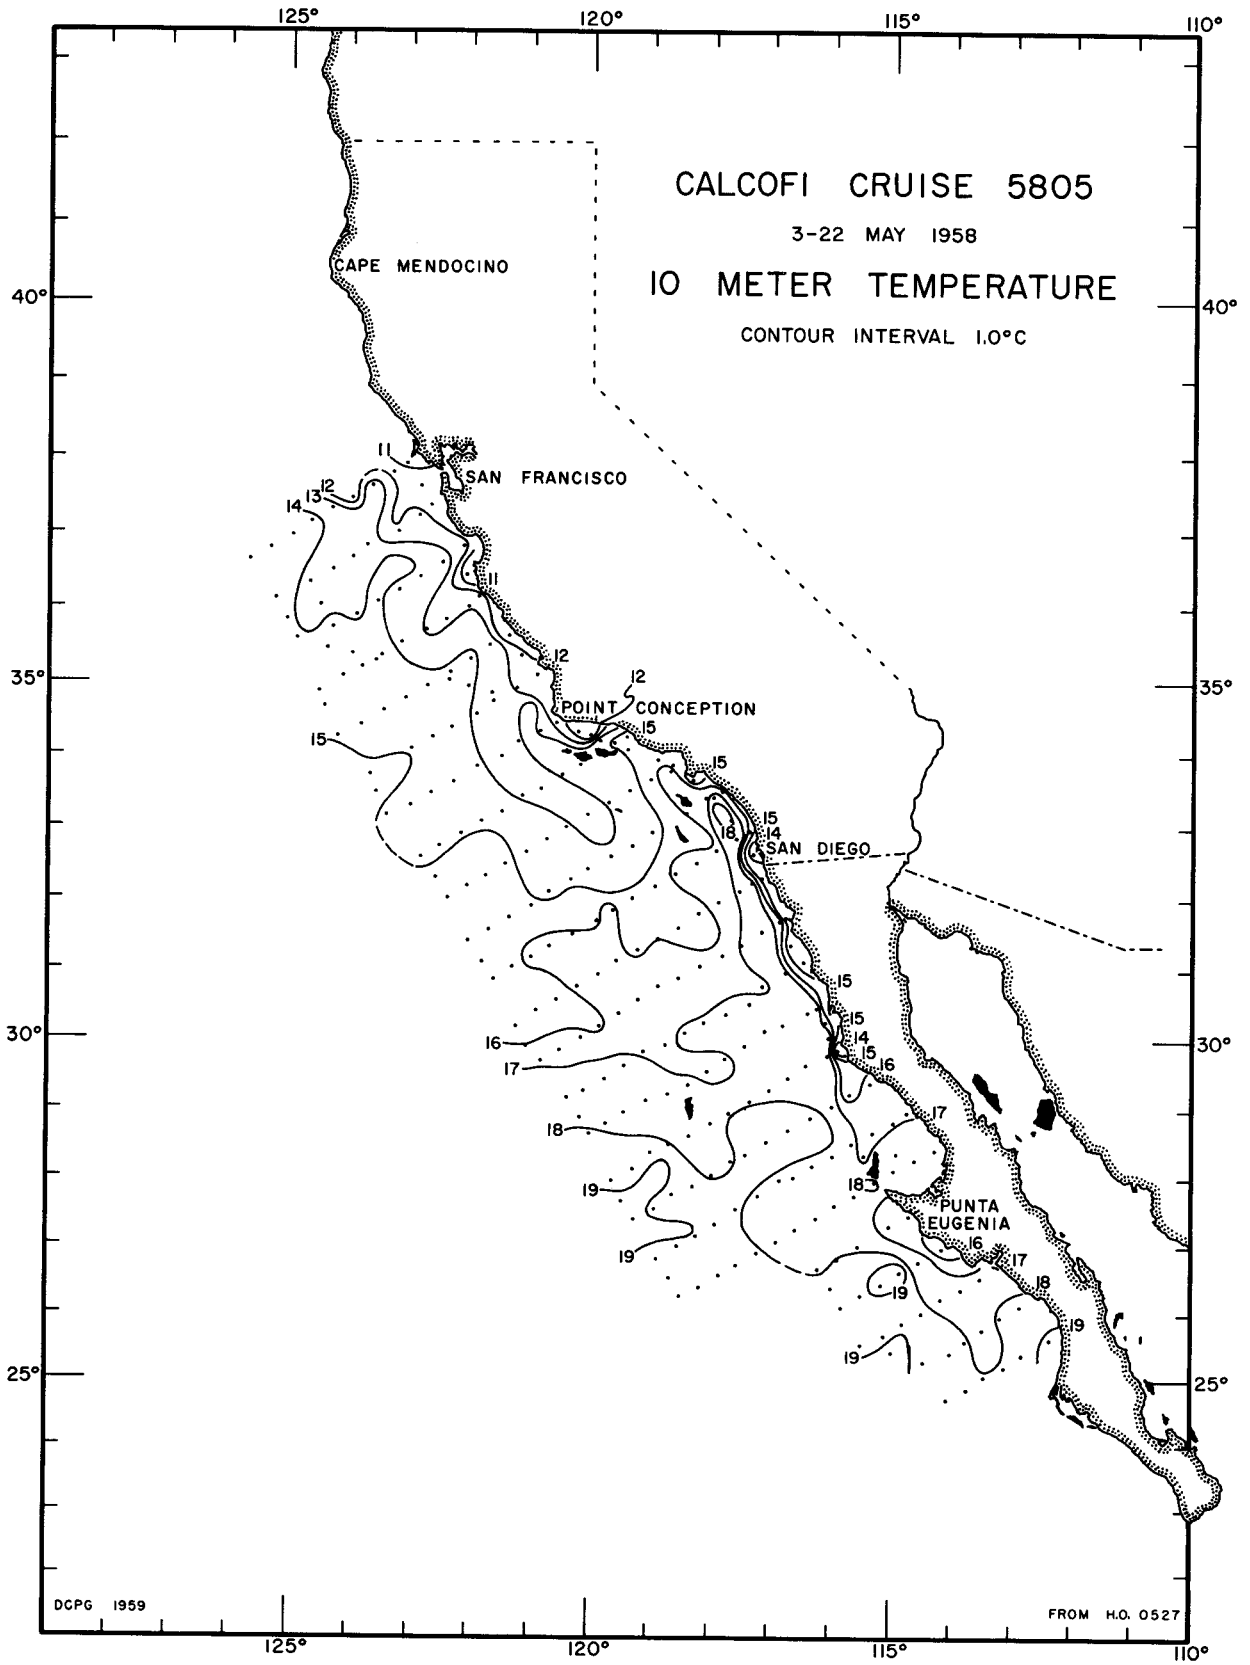 125° 120° 115° 110°
CALCOFI CRUISE 5805
3-22 MAY 1958
CAPE MENDOCINO
10 METER TEMPERATURE
40° 40°
CONTOUR INTERVAL 1.0°C
11
SAN FRANCISCO
12
13
14
11
12
12
35° 35°
POINT CONCEPTION
15
15
15
15
18 14
SAN DIEGO
15
15
14
16 30° 30°
15
16
17
17
18
18
19
PUNTA
EUGENIA
16
19 17
18
19
19
19
25° 25°
DCPG 1959
FROM H.O. 0527
125° 120° 115° 110°